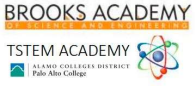 BROOKS ACADEMY
OF SCIENCE AND ENGINEERING
TSTEM ACADEMY
ALAMO COLLEGES DISTRICT
Palo Alto College